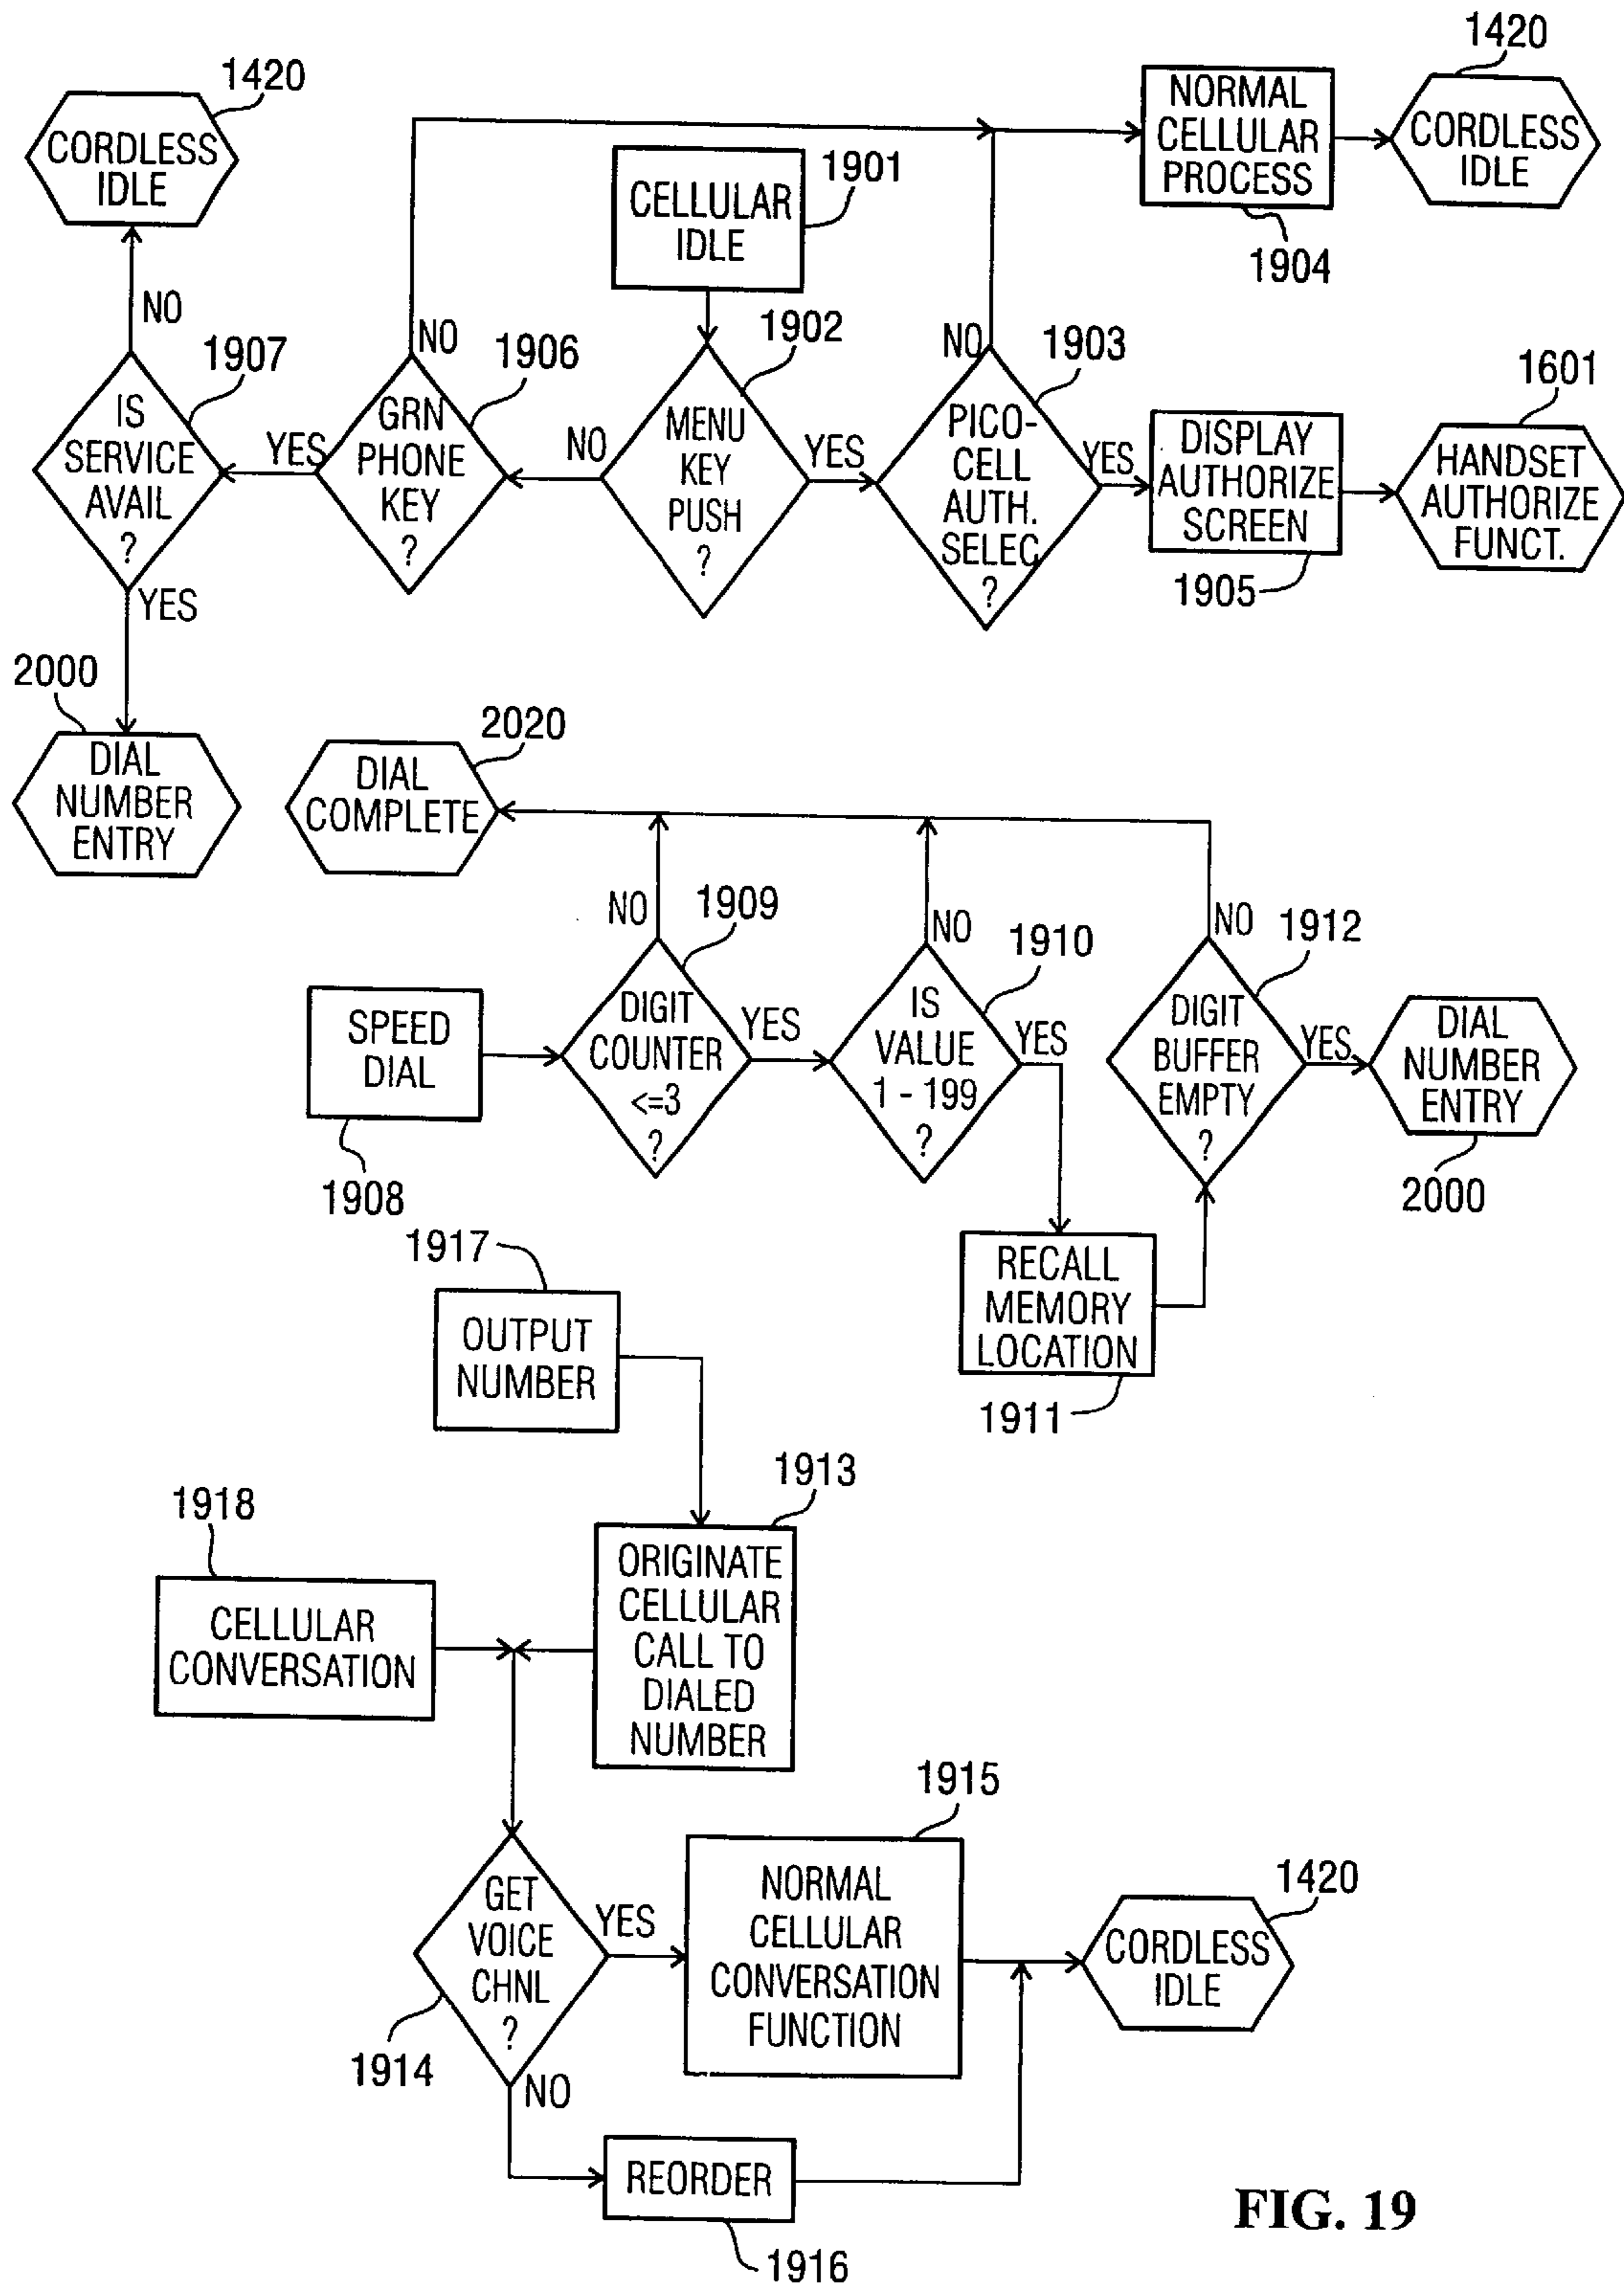 1420
CORDLESS
IDLE
NO
1907
IS
SERVICE
AVAIL
?
YES
YES
2000
DIAL
NUMBER
ENTRY
NO
1906
GRN
PHONE
KEY
?
NO
CELLULAR
IDLE
1901
1902
MENU
KEY
PUSH
?
YES
NO
1903
PICO-
CELL
AUTH.
SELEC
?
YES
NORMAL
CELLULAR
PROCESS
1904
1420
CORDLESS
IDLE
DISPLAY
AUTHORIZE
SCREEN
1905
1601
HANDSET
AUTHORIZE
FUNCT.
2020
DIAL
COMPLETE
SPEED
DIAL
1908
NO
1909
DIGIT
COUNTER
<=3
?
YES
NO
1910
IS
VALUE
1 - 199
?
YES
RECALL
MEMORY
LOCATION
1911
NO
1912
DIGIT
BUFFER
EMPTY
?
YES
DIAL
NUMBER
ENTRY
2000
1917
OUTPUT
NUMBER
1913
ORIGINATE
CELLULAR
CALL TO
DIALED
NUMBER
1918
CELLULAR
CONVERSATION
GET
VOICE
CHNL
?
1914
YES
NO
1915
NORMAL
CELLULAR
CONVERSATION
FUNCTION
REORDER
1916
1420
CORDLESS
IDLE
FIG. 19